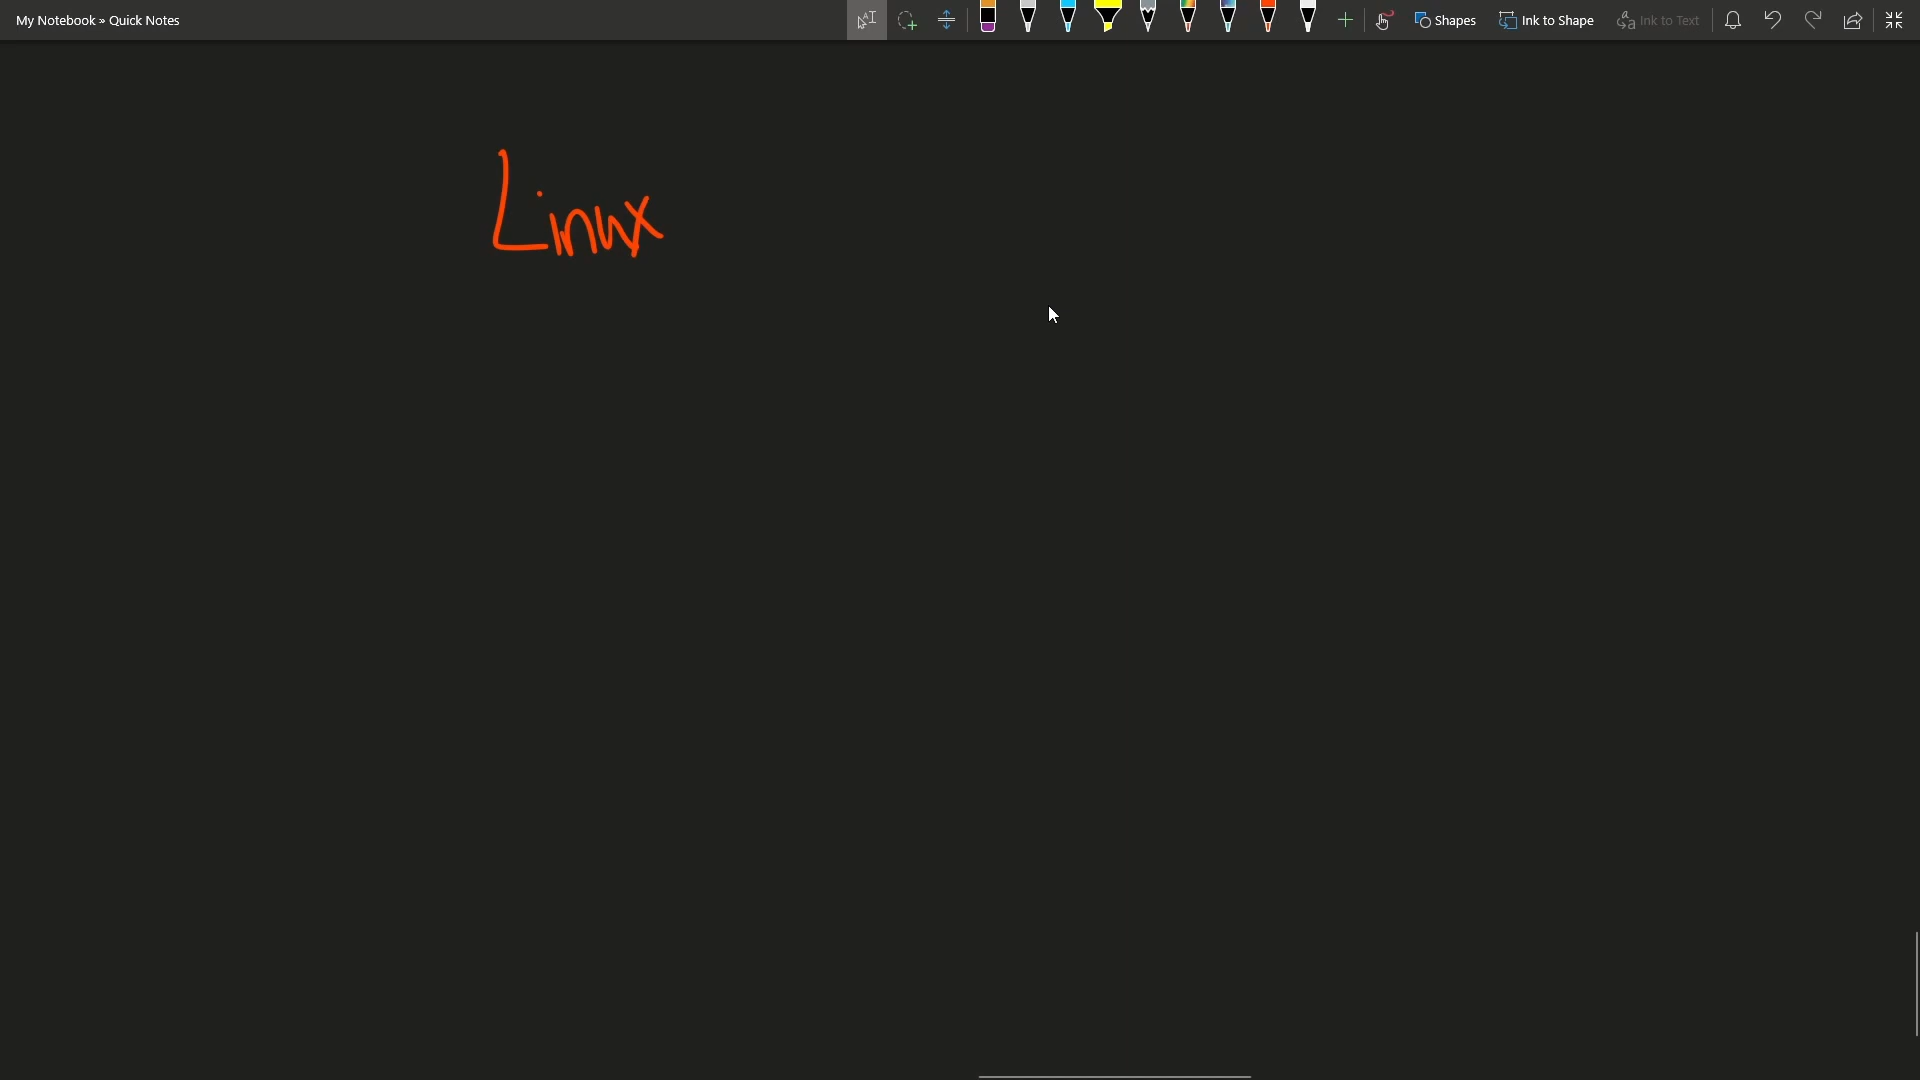 My Notebook » Quick Notes
Shapes
Ink to Shape
Ink to Text
Linux